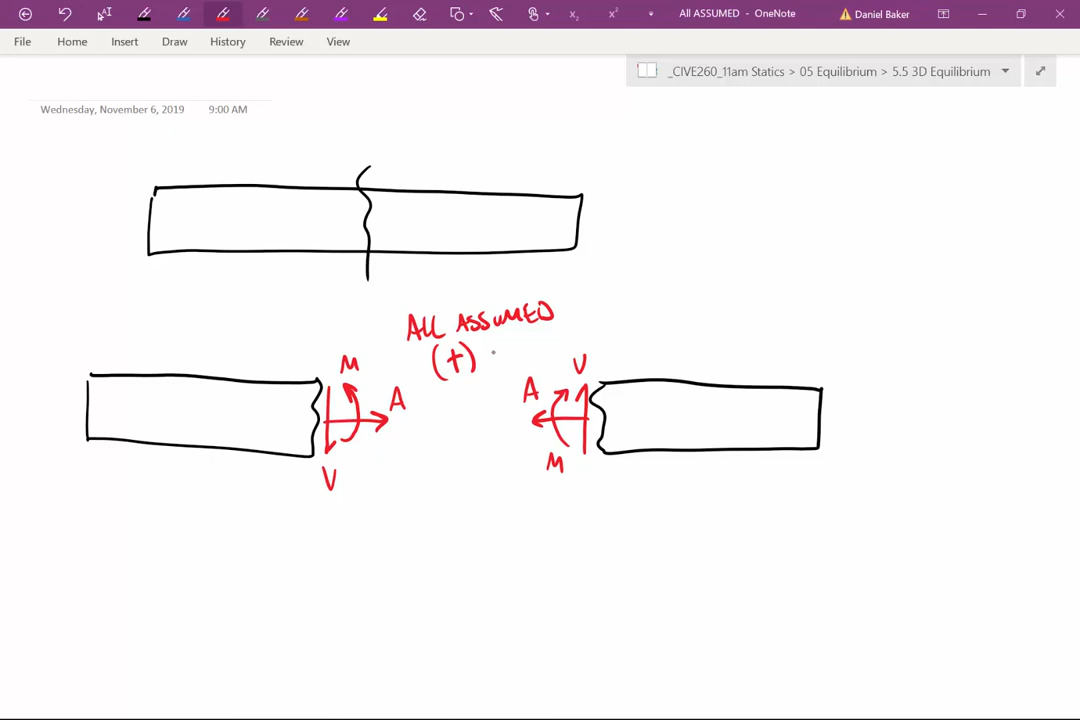 All ASSUMED - OneNote
Daniel Baker
File Home Insert Draw History Review View
_CIVE260_11am Statics > 05 Equilibrium > 5.5 3D Equilibrium
Wednesday, November 6, 2019 9:00 AM
ALL ASSUMED
(+)
M
A
V
V
A
M